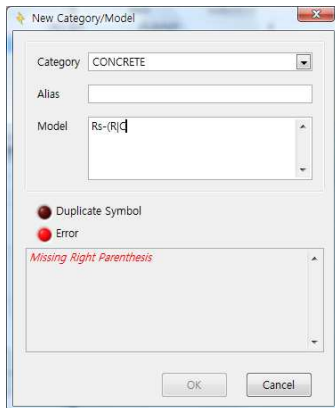 New Category/Model
Category CONCRETE
Alias
Model Rs-(R|C
Duplicate Symbol
Error
Missing Right Parenthesis
OK Cancel